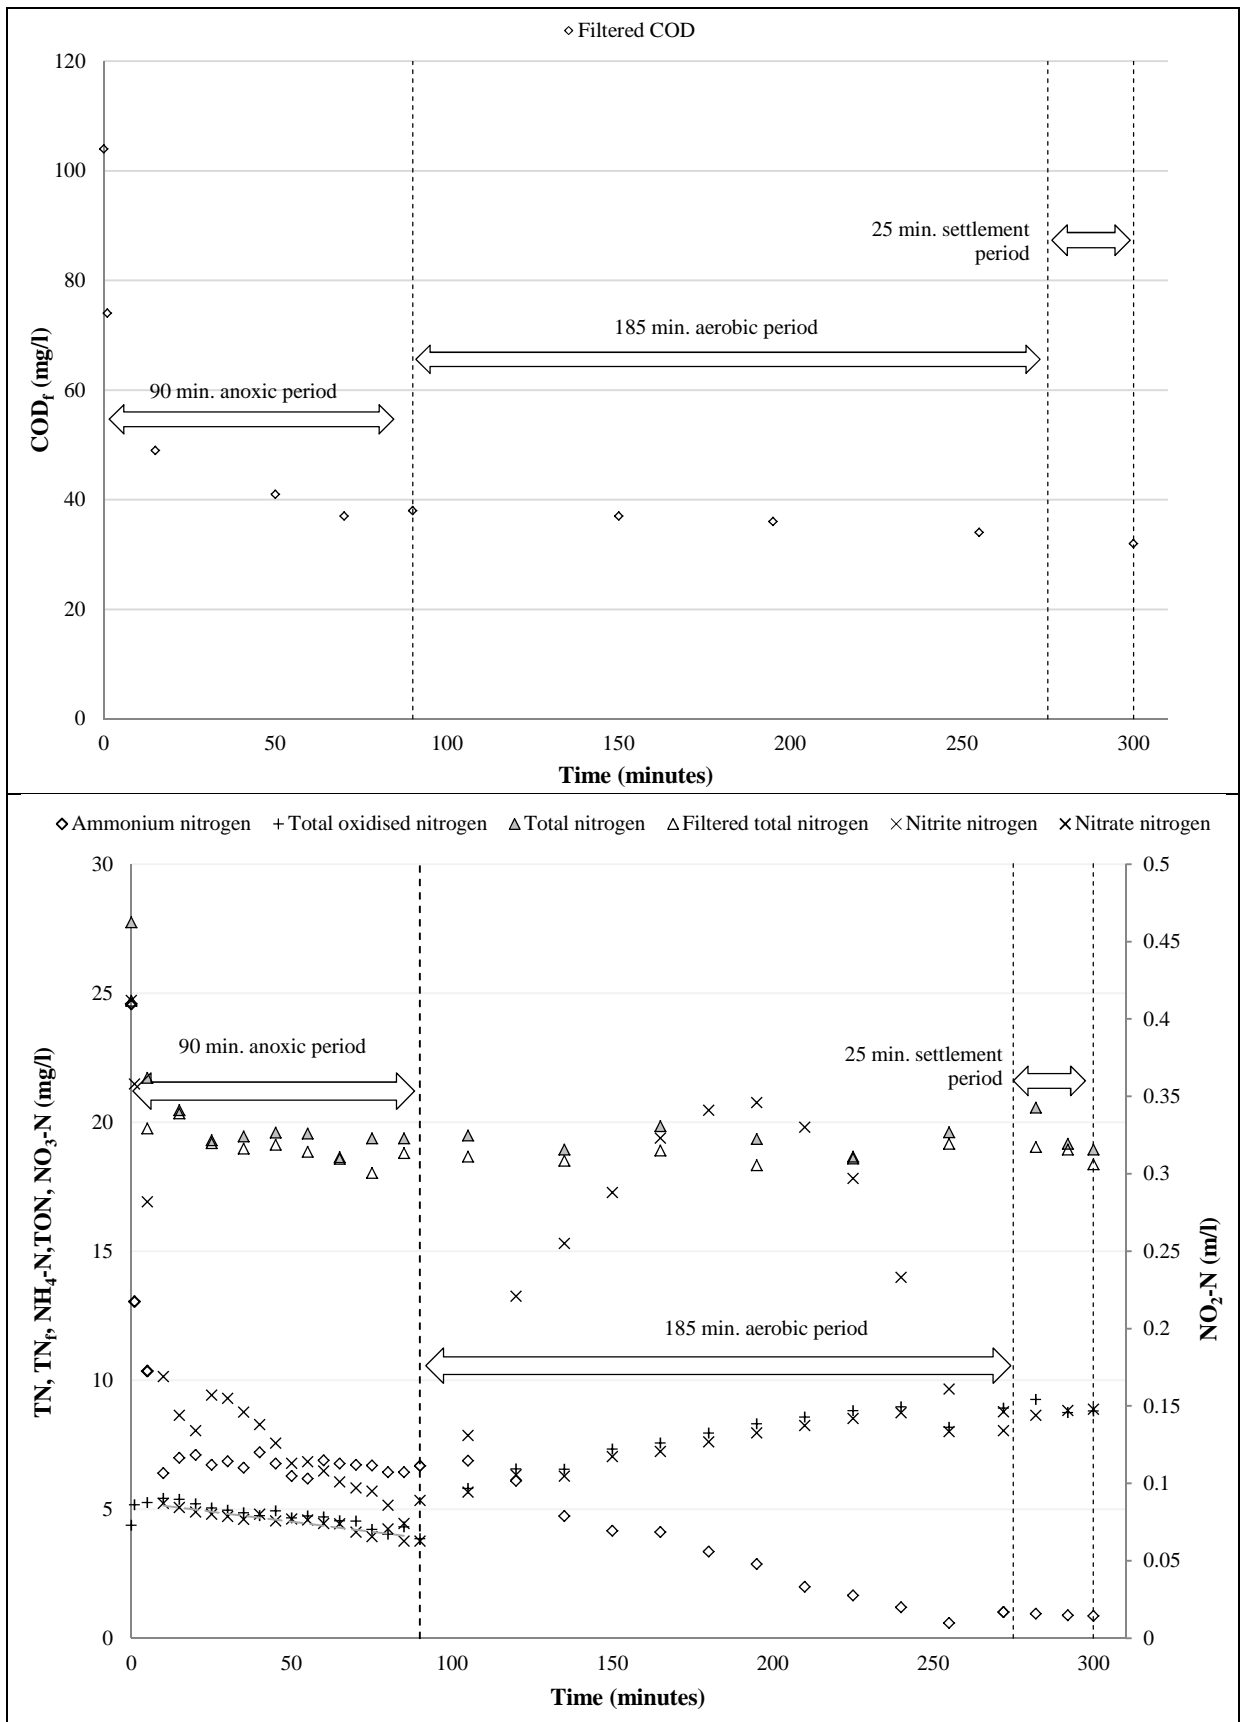 Filtered COD
120
100
80
60
40
20
0
COD_f (mg/l)
25 min. settlement
period
185 min. aerobic period
90 min. anoxic period
0 50 100 150 200 250 300
Time (minutes)
Ammonium nitrogen Total oxidised nitrogen Total nitrogen Filtered total nitrogen Nitrite nitrogen Nitrate nitrogen
30
25
20
15
10
5
0
TN, TN_f, NH_4-N,TON, NO_3-N (mg/l)
90 min. anoxic period
25 min. settlement
period
185 min. aerobic period
0.5
0.45
0.4
0.35
0.3
0.25
0.2
0.15
0.1
0.05
0
NO_2-N (m/l)
0 50 100 150 200 250 300
Time (minutes)